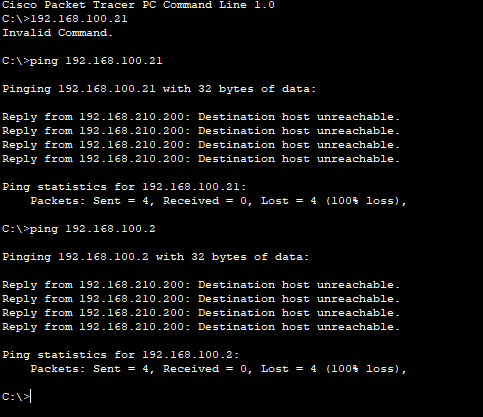 Cisco Packet Tracer PC Command Line 1.0
C:\>192.168.100.21
Invalid Command.
C:\>ping 192.168.100.21
Pinging 192.168.100.21 with 32 bytes of data:
Reply from 192.168.210.200: Destination host unreachable.
Reply from 192.168.210.200: Destination host unreachable.
Reply from 192.168.210.200: Destination host unreachable.
Reply from 192.168.210.200: Destination host unreachable.
Ping statistics for 192.168.100.21:
    Packets: Sent = 4, Received = 0, Lost = 4 (100% loss),
C:\>ping 192.168.100.2
Pinging 192.168.100.2 with 32 bytes of data:
Reply from 192.168.210.200: Destination host unreachable.
Reply from 192.168.210.200: Destination host unreachable.
Reply from 192.168.210.200: Destination host unreachable.
Reply from 192.168.210.200: Destination host unreachable.
Ping statistics for 192.168.100.2:
    Packets: Sent = 4, Received = 0, Lost = 4 (100% loss),
C:\>